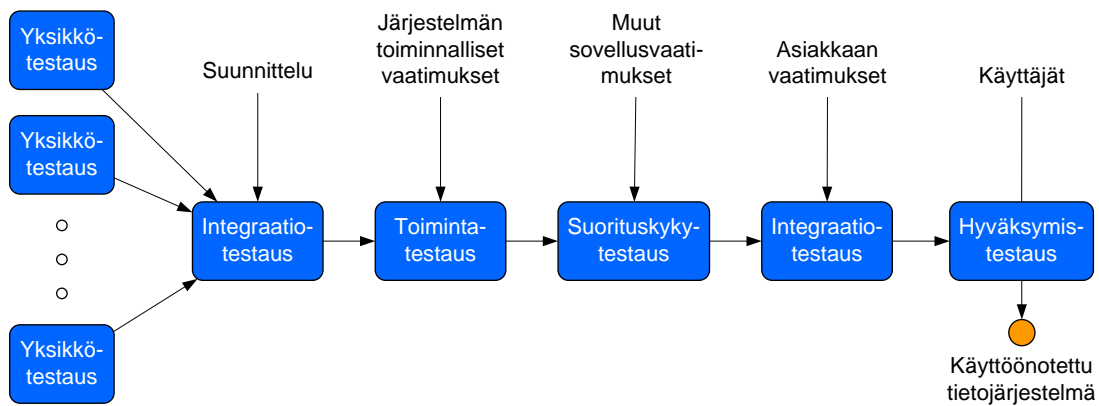 Yksikkö-
testaus
Suunnittelu
Järjestelmän
toiminnalliset
vaatimukset
Muut
sovellusvaati-
mukset
Asiakkaan
vaatimukset
Käyttäjät
Yksikkö-
testaus
Integraatio-
testaus
Toiminta-
testaus
Suorituskyky-
testaus
Integraatio-
testaus
Hyväksymis-
testaus
Yksikkö-
testaus
Käyttöönotettu
tietojärjestelmä